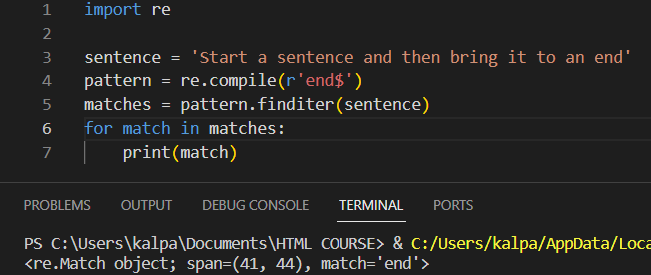 1 import re
2
3 sentence = 'Start a sentence and then bring it to an end'
4 pattern = re.compile(r'end$')
5 matches = pattern.finditer(sentence)
6 for match in matches:
7     print(match)
PROBLEMS OUTPUT DEBUG CONSOLE TERMINAL PORTS
PS C:\Users\kalpa\Documents\HTML COURSE> & C:/Users/kalpa/AppData/Loca
<re.Match object; span=(41, 44), match='end'>